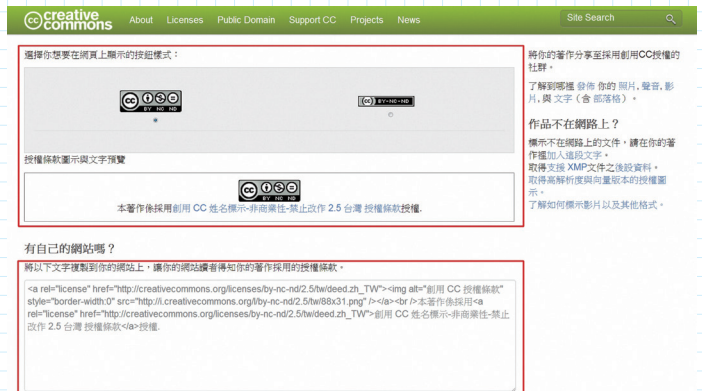 creative commons
About Licenses Public Domain Support CC Projects News
Site Search
選擇你想要在網頁上顯示的按鈕樣式：
BY NC ND
BY-NC-ND
授權條款圖示與文字預覽
BY NC ND
本著作係採用創用 CC 姓名標示-非商業性-禁止改作 2.5 台灣 授權條款授權.
有自己的網站嗎？
將以下文字複製到你的網站上，讓你的網站讀者得知你的著作採用的授權條款。
<a rel="license" href="http://creativecommons.org/licenses/by-nc-nd/2.5/tw/deed.zh_TW"><img alt="創用 CC 授權條款"
style="border-width:0" src="http://i.creativecommons.org/l/by-nc-nd/2.5/tw/88x31.png" /></a><br />本著作係採用<a
rel="license" href="http://creativecommons.org/licenses/by-nc-nd/2.5/tw/deed.zh_TW">創用 CC 姓名標示-非商業性-禁止
改作 2.5 台灣 授權條款</a>授權.
將你的著作分享至採用創用CC授權的
社群。
了解到哪裡 發佈 你的 照片, 聲音, 影
片, 與 文字（含 部落格）。
作品不在網路上？
標示不在網路上的文件，請在你的著
作裡加入這段文字。
取得支援 XMP文件之後設資料。
取得高解析度與向量版本的授權圖
示。
了解如何標示影片以及其他格式。